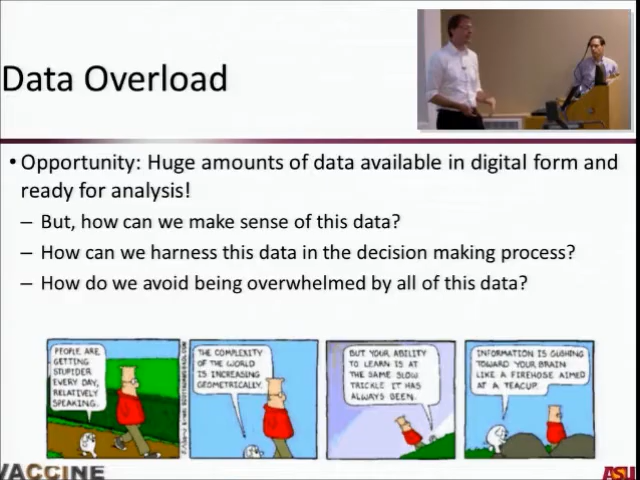 Data Overload
• Opportunity: Huge amounts of data available in digital form and
ready for analysis!
– But, how can we make sense of this data?
– How can we harness this data in the decision making process?
– How do we avoid being overwhelmed by all of this data?
PEOPLE ARE
GETTING
STUPIDER
EVERY DAY,
RELATIVELY
SPEAKING.
THE COMPLEXITY
OF THE WORLD
IS INCREASING
GEOMETRICALLY.
BUT YOUR ABILITY
TO LEARN IS AT
THE SAME SLOW
TRICKLE IT HAS
ALWAYS BEEN.
INFORMATION IS GUSHING
TOWARD YOUR BRAIN
LIKE A FIREHOSE AIMED
AT A TEACUP.
VACCINE
ASU